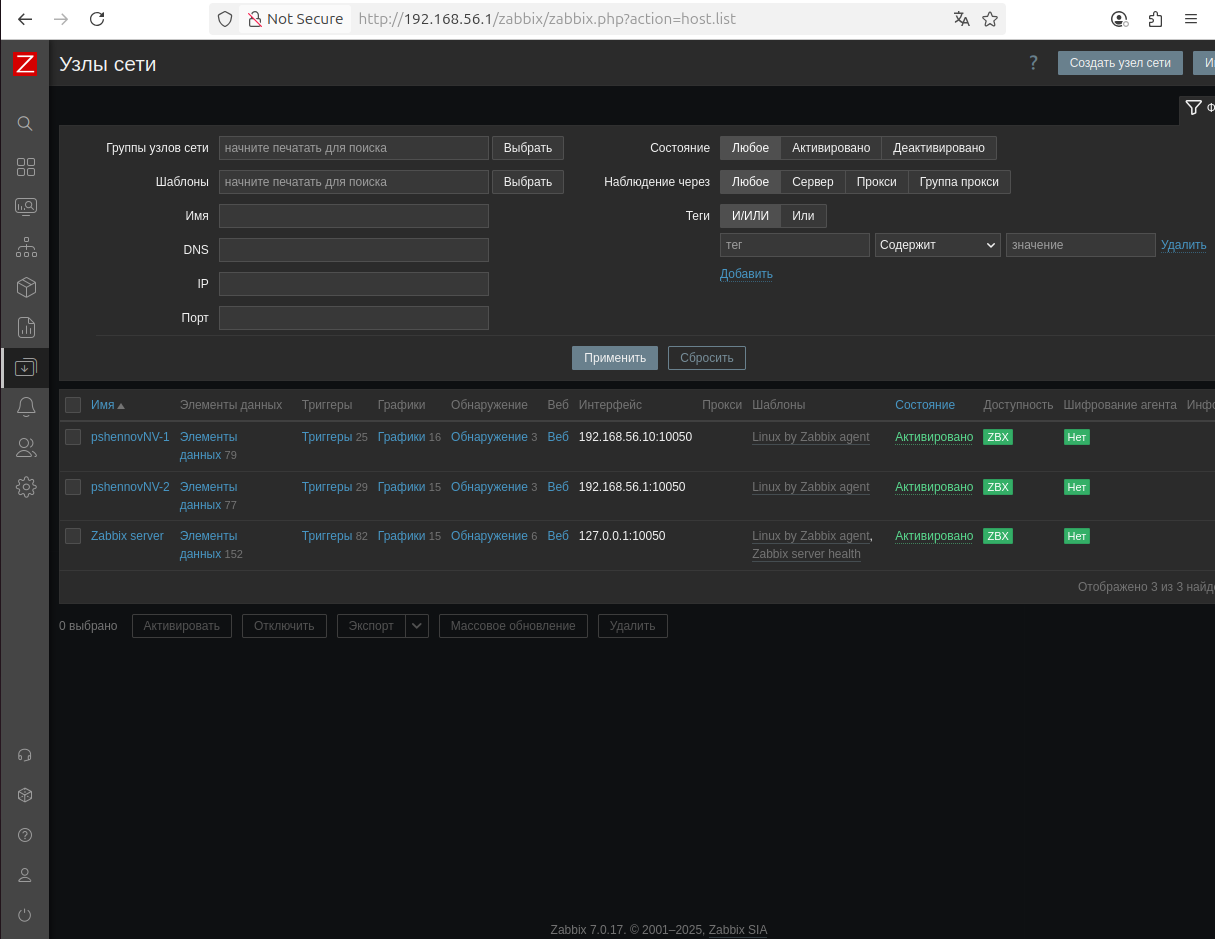 Not Secure http://192.168.56.1/zabbix/zabbix.php?action=host.list
Z Узлы сети ? Создать узел сети
Группы узлов сети начните печатать для поиска Выбрать Состояние Любое Активировано Деактивировано
Шаблоны начните печатать для поиска Выбрать Наблюдение через Любое Сервер Прокси Группа прокси
Имя Теги И/ИЛИ Или
DNS тег Содержит значение Удалить
IP Добавить
Порт
Применить Сбросить
Имя Элементы данных Триггеры Графики Обнаружение Веб Интерфейс Прокси Шаблоны Состояние Доступность Шифрование агента Инфо
pshennovNV-1 Элементы Триггеры 25 Графики 16 Обнаружение 3 Веб 192.168.56.10:10050 Linux by Zabbix agent Активировано ZBX Нет
данных 79
pshennovNV-2 Элементы Триггеры 29 Графики 15 Обнаружение 3 Веб 192.168.56.1:10050 Linux by Zabbix agent Активировано ZBX Нет
данных 77
Zabbix server Элементы Триггеры 82 Графики 15 Обнаружение 6 Веб 127.0.0.1:10050 Linux by Zabbix agent, Активировано ZBX Нет
данных 152 Zabbix server health
Отображено 3 из 3 найде
0 выбрано Активировать Отключить Экспорт Массовое обновление Удалить
Zabbix 7.0.17. © 2001–2025, Zabbix SIA